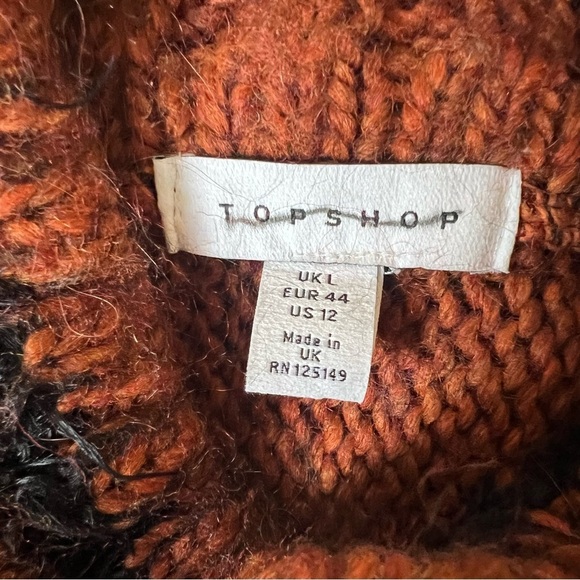 TOPSHOP
UK L
EUR 44
US 12
Made in
UK
RN 125149